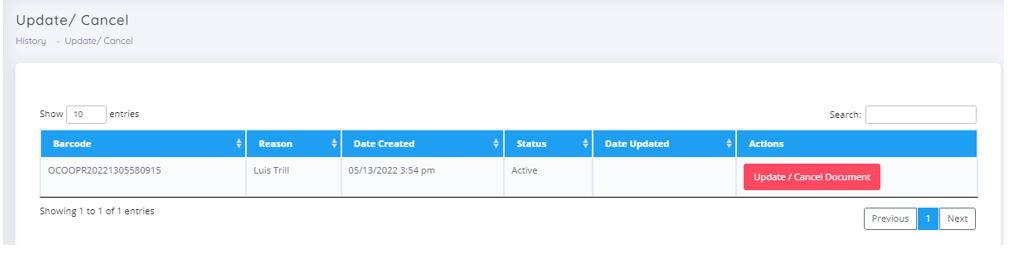 Update/ Cancel
History - Update/ Cancel
Show 10 entries
Search:
Barcode Reason Date Created Status Date Updated Actions
OCOOPR20221305580915 Luis Trill 05/13/2022 3:54 pm Active Update / Cancel Document
Showing 1 to 1 of 1 entries
Previous 1 Next